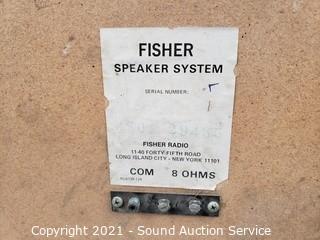 FISHER
SPEAKER SYSTEM
SERIAL NUMBER:
FISHER RADIO
11-40 FORTY-FIFTH ROAD
LONG ISLAND CITY - NEW YORK 11101
COM 8 OHMS
Copyright 2021 - Sound Auction Service